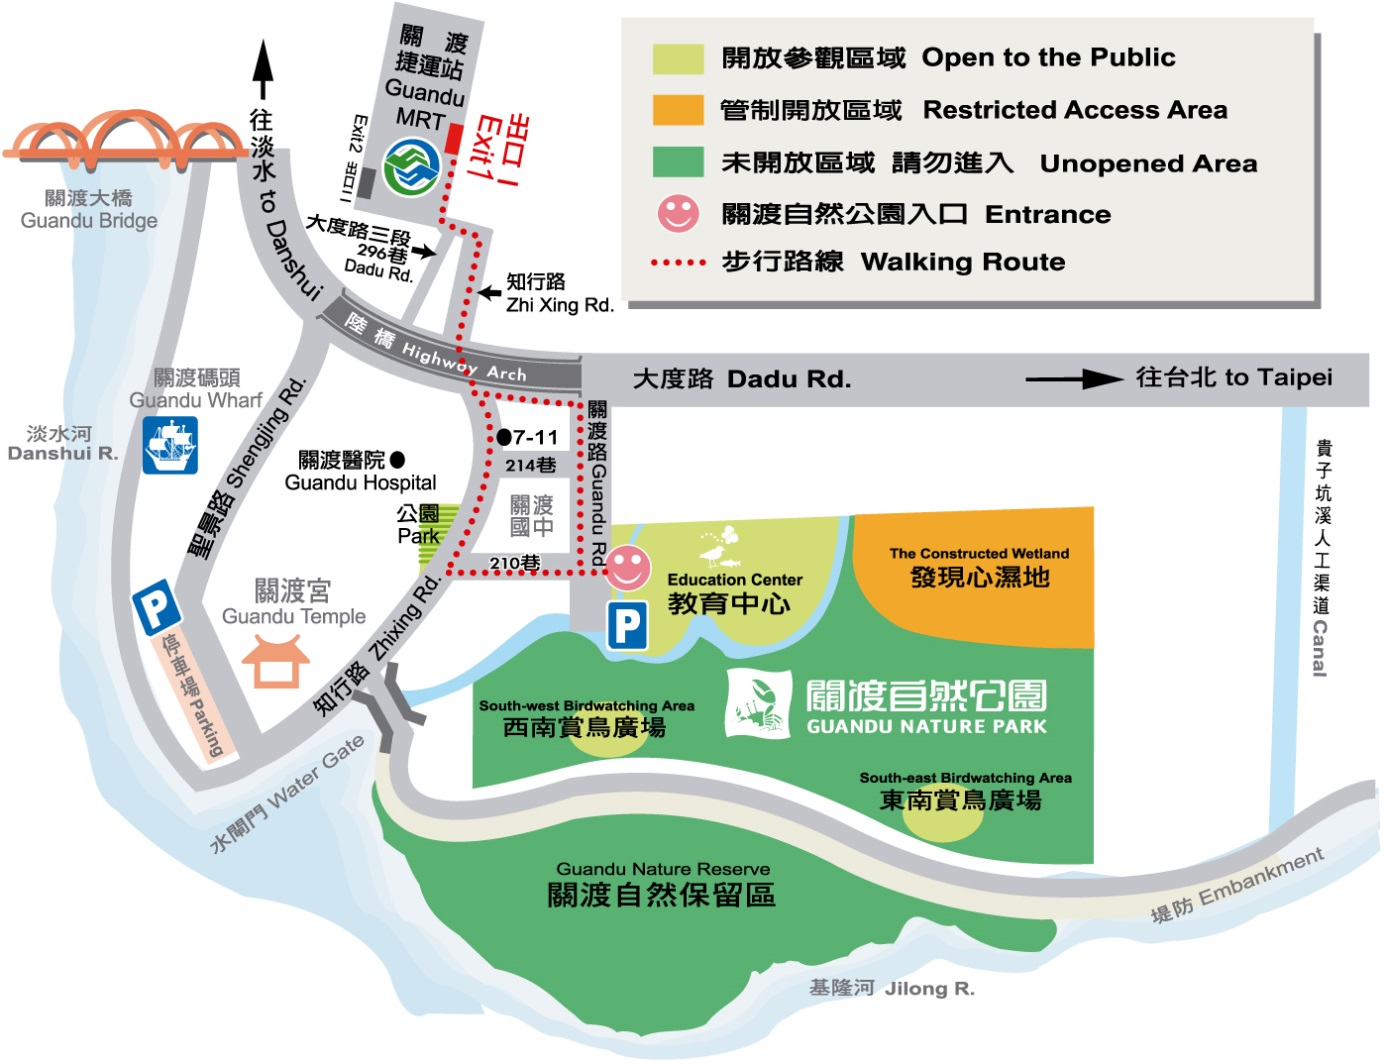 關渡
捷運站
Guandu
MRT
出口 I
Exit 1
Exit2 出口 II
往淡水 to Danshui
關渡大橋
Guandu Bridge
大度路三段
296巷
Dadu Rd.
知行路
Zhi Xing Rd.
開放參觀區域 Open to the Public
管制開放區域 Restricted Access Area
未開放區域 請勿進入 Unopened Area
關渡自然公園入口 Entrance
步行路線 Walking Route
陸橋 Highway Arch
大度路 Dadu Rd.
往台北 to Taipei
關渡碼頭
Guandu Wharf
淡水河
Danshui R.
聖景路 Shengjing Rd.
關渡醫院
Guandu Hospital
7-11
214巷
關渡路 Guandu Rd
關渡
國中
公園
Park
210巷
貴子坑溪人工渠道 Canal
Education Center
教育中心
The Constructed Wetland
發現心濕地
關渡宮
Guandu Temple
P
停車場 Parking
P
知行路 Zhixing Rd.
關渡自然公園
GUANDU NATURE PARK
South-west Birdwatching Area
西南賞鳥廣場
South-east Birdwatching Area
東南賞鳥廣場
水閘門 Water Gate
Guandu Nature Reserve
關渡自然保留區
堤防 Embankment
基隆河 Jilong R.